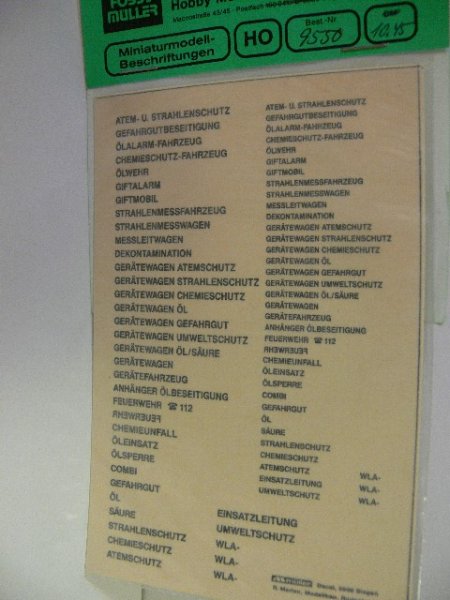 MÜLLER
Hobby
Miniaturmodell-
Beschriftungen
HO
Best.-Nr
9550
10.45
ATEM- U. STRAHLENSCHUTZ
GEFAHRGUTBESEITIGUNG
ÖLALARM-FAHRZEUG
CHEMIESCHUTZ-FAHRZEUG
ÖLWEHR
GIFTALARM
GIFTMOBIL
STRAHLENMESSFAHRZEUG
STRAHLENMESSWAGEN
MESSLEITWAGEN
DEKONTAMINATION
GERÄTEWAGEN ATEMSCHUTZ
GERÄTEWAGEN STRAHLENSCHUTZ
GERÄTEWAGEN CHEMIESCHUTZ
GERÄTEWAGEN ÖL
GERÄTEWAGEN GEFAHRGUT
GERÄTEWAGEN UMWELTSCHUTZ
GERÄTEWAGEN ÖL/SÄURE
GERÄTEWAGEN
GERÄTEFAHRZEUG
ANHÄNGER ÖLBESEITIGUNG
FEUERWEHR ☎ 112
FEUERWEHR
CHEMIEUNFALL
ÖLEINSATZ
ÖLSPERRE
COMBI
GEFAHRGUT
ÖL
SÄURE
STRAHLENSCHUTZ
CHEMIESCHUTZ
ATEMSCHUTZ
EINSATZLEITUNG
UMWELTSCHUTZ
WLA-
WLA-
WLA-
ATEM- U. STRAHLENSCHUTZ
GEFAHRGUTBESEITIGUNG
ÖLALARM-FAHRZEUG
CHEMIESCHUTZ-FAHRZEUG
ÖLWEHR
GIFTALARM
GIFTMOBIL
STRAHLENMESSFAHRZEUG
STRAHLENMESSWAGEN
MESSLEITWAGEN
DEKONTAMINATION
GERÄTEWAGEN ATEMSCHUTZ
GERÄTEWAGEN STRAHLENSCHUTZ
GERÄTEWAGEN CHEMIESCHUTZ
GERÄTEWAGEN ÖL
GERÄTEWAGEN GEFAHRGUT
GERÄTEWAGEN UMWELTSCHUTZ
GERÄTEWAGEN ÖL/SÄURE
GERÄTEWAGEN
GERÄTEFAHRZEUG
ANHÄNGER ÖLBESEITIGUNG
FEUERWEHR ☎ 112
FEUERWEHR
CHEMIEUNFALL
ÖLEINSATZ
ÖLSPERRE
COMBI
GEFAHRGUT
ÖL
SÄURE
STRAHLENSCHUTZ
CHEMIESCHUTZ
ATEMSCHUTZ WLA-
EINSATZLEITUNG WLA-
UMWELTSCHUTZ WLA-